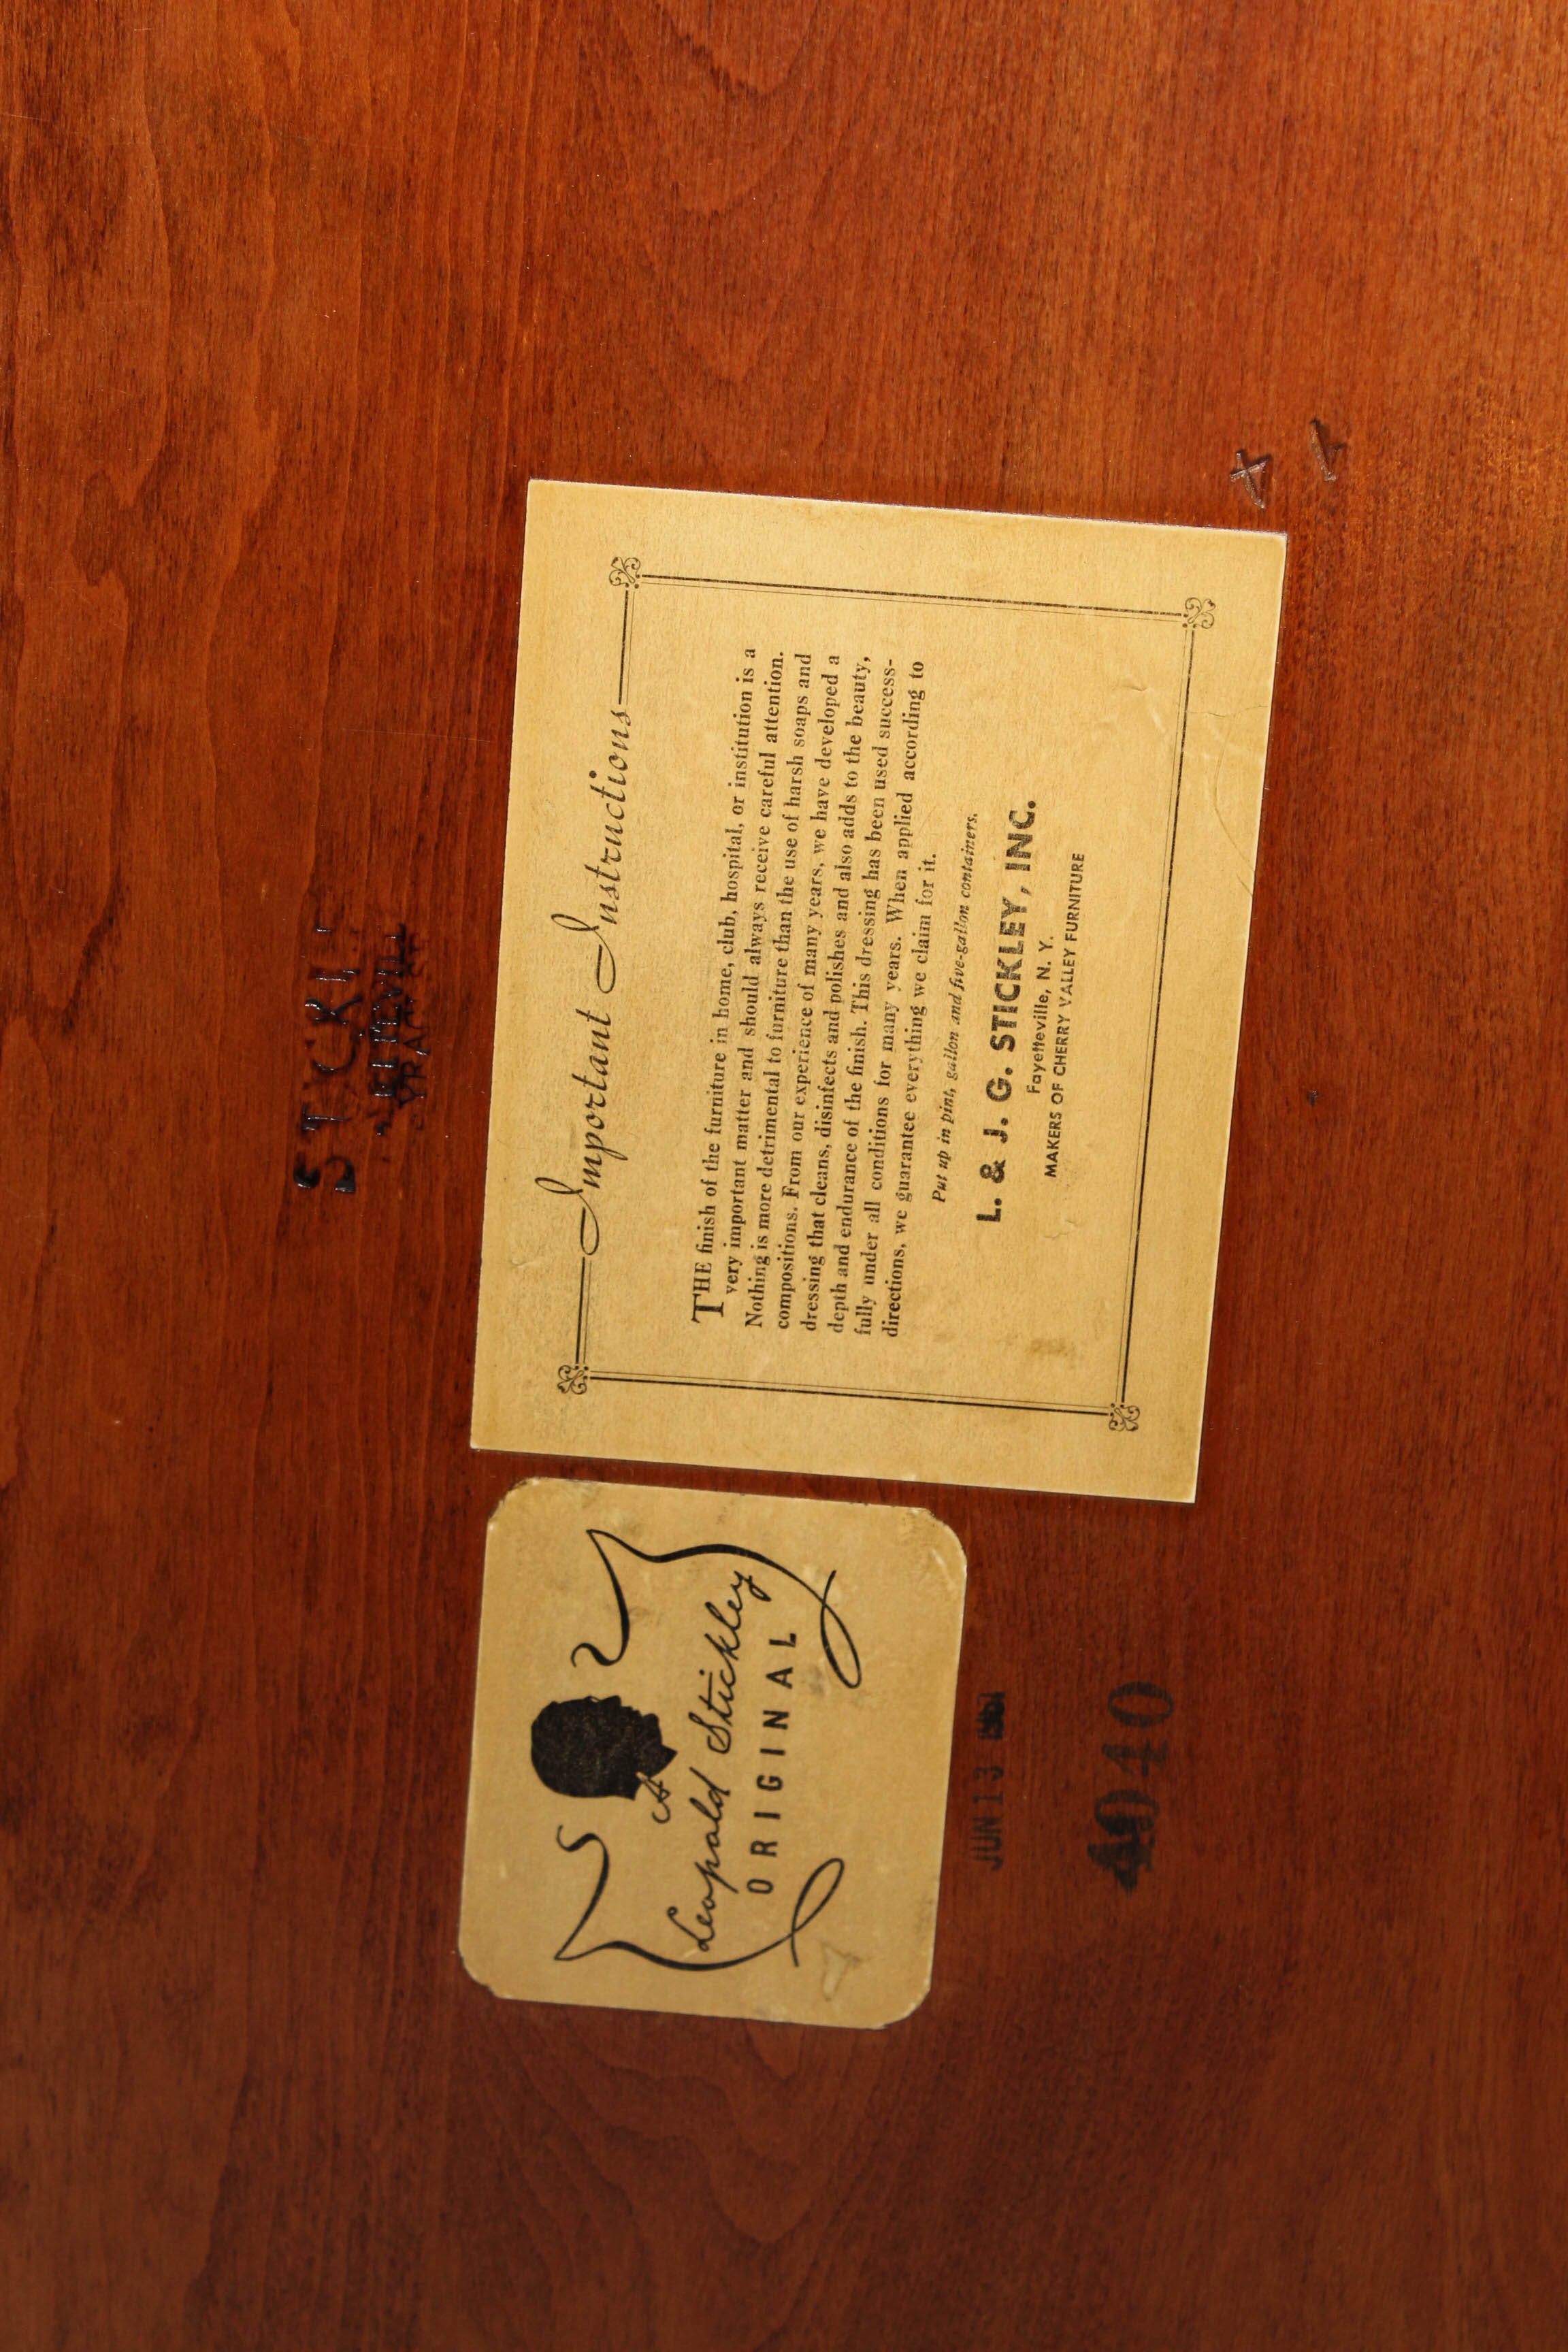 Important Instructions
THE finish of the furniture in home, club, hospital, or institution is a
very important matter and should always receive careful attention.
Nothing is more detrimental to furniture than the use of harsh soaps and
compositions. From our experience of many years, we have developed a
dressing that cleans, disinfects and polishes and also adds to the beauty,
depth and endurance of the finish. This dressing has been used success-
fully under all conditions for many years. When applied according to
directions, we guarantee everything we claim for it.
Put up in pint, gallon and five-gallon containers.
L. & J. G. STICKLEY, INC.
Fayetteville, N. Y.
MAKERS OF CHERRY VALLEY FURNITURE
A
Leopold Stickley
ORIGINAL
JUN 13